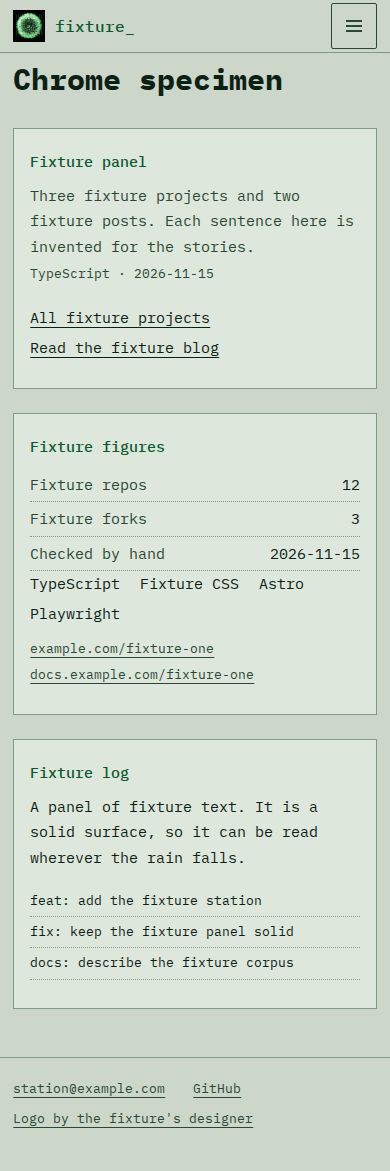 fixture_
Chrome specimen
Fixture panel
Three fixture projects and two
fixture posts. Each sentence here is
invented for the stories.
TypeScript · 2026-11-15
All fixture projects
Read the fixture blog
Fixture figures
Fixture repos 12
Fixture forks 3
Checked by hand 2026-11-15
TypeScript Fixture CSS Astro
Playwright
example.com/fixture-one
docs.example.com/fixture-one
Fixture log
A panel of fixture text. It is a
solid surface, so it can be read
wherever the rain falls.
feat: add the fixture station
fix: keep the fixture panel solid
docs: describe the fixture corpus
station@example.com GitHub
Logo by the fixture's designer